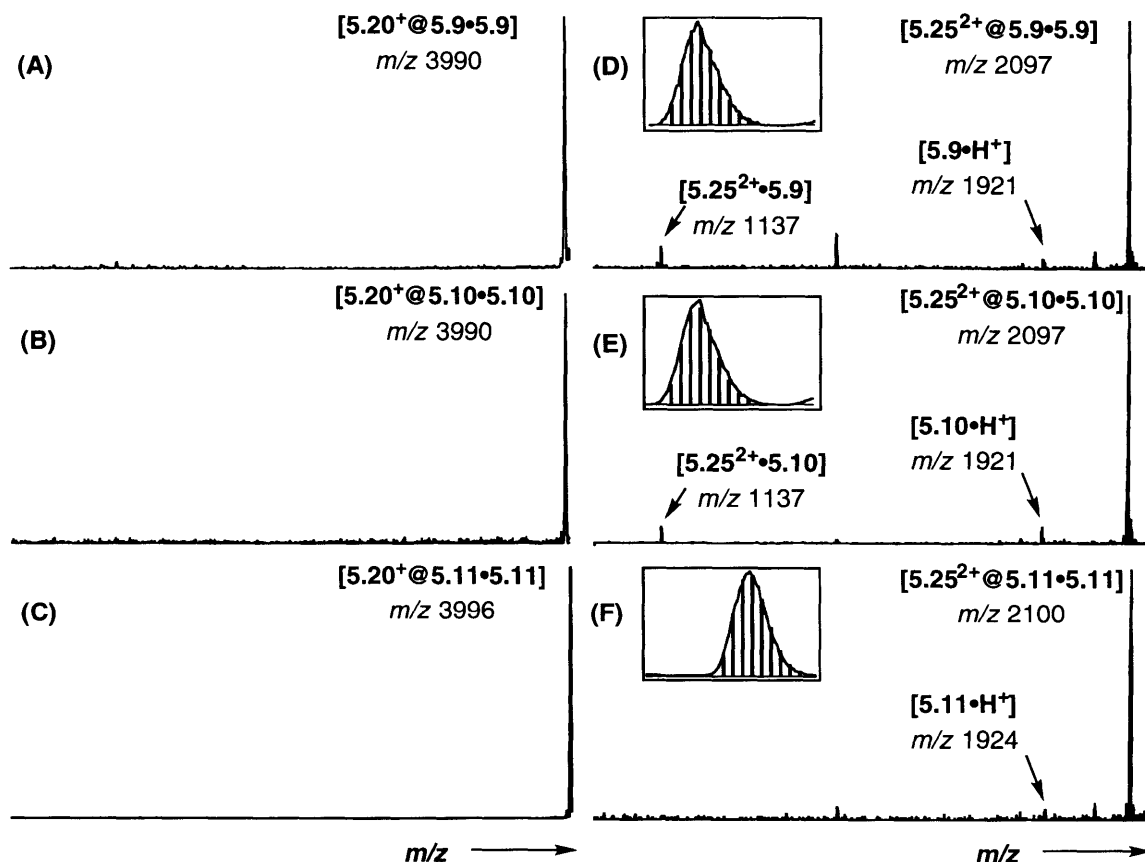 (A)
[5.20⁺@5.9•5.9]
m/z 3990
(B)
[5.20⁺@5.10•5.10]
m/z 3990
(C)
[5.20⁺@5.11•5.11]
m/z 3996
m/z
(D)
[5.25²⁺@5.9•5.9]
m/z 2097
[5.9•H⁺]
m/z 1921
[5.25²⁺•5.9]
m/z 1137
(E)
[5.25²⁺@5.10•5.10]
m/z 2097
[5.10•H⁺]
m/z 1921
[5.25²⁺•5.10]
m/z 1137
(F)
[5.25²⁺@5.11•5.11]
m/z 2100
[5.11•H⁺]
m/z 1924
m/z